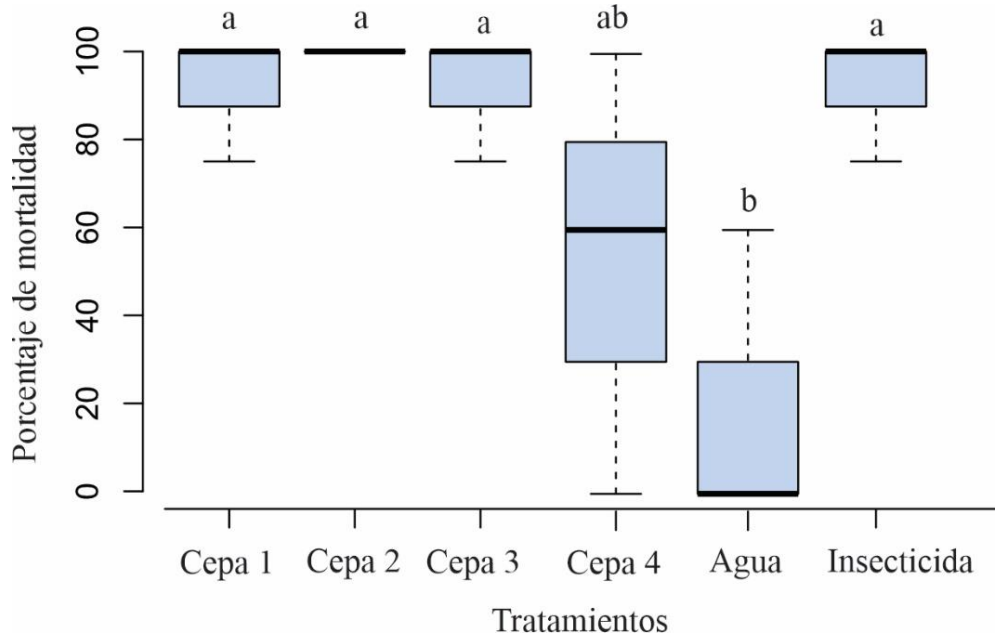 a a a ab b a
Porcentaje de mortalidad
100
80
60
40
20
0
Cepa 1 Cepa 2 Cepa 3 Cepa 4 Agua Insecticida
Tratamientos